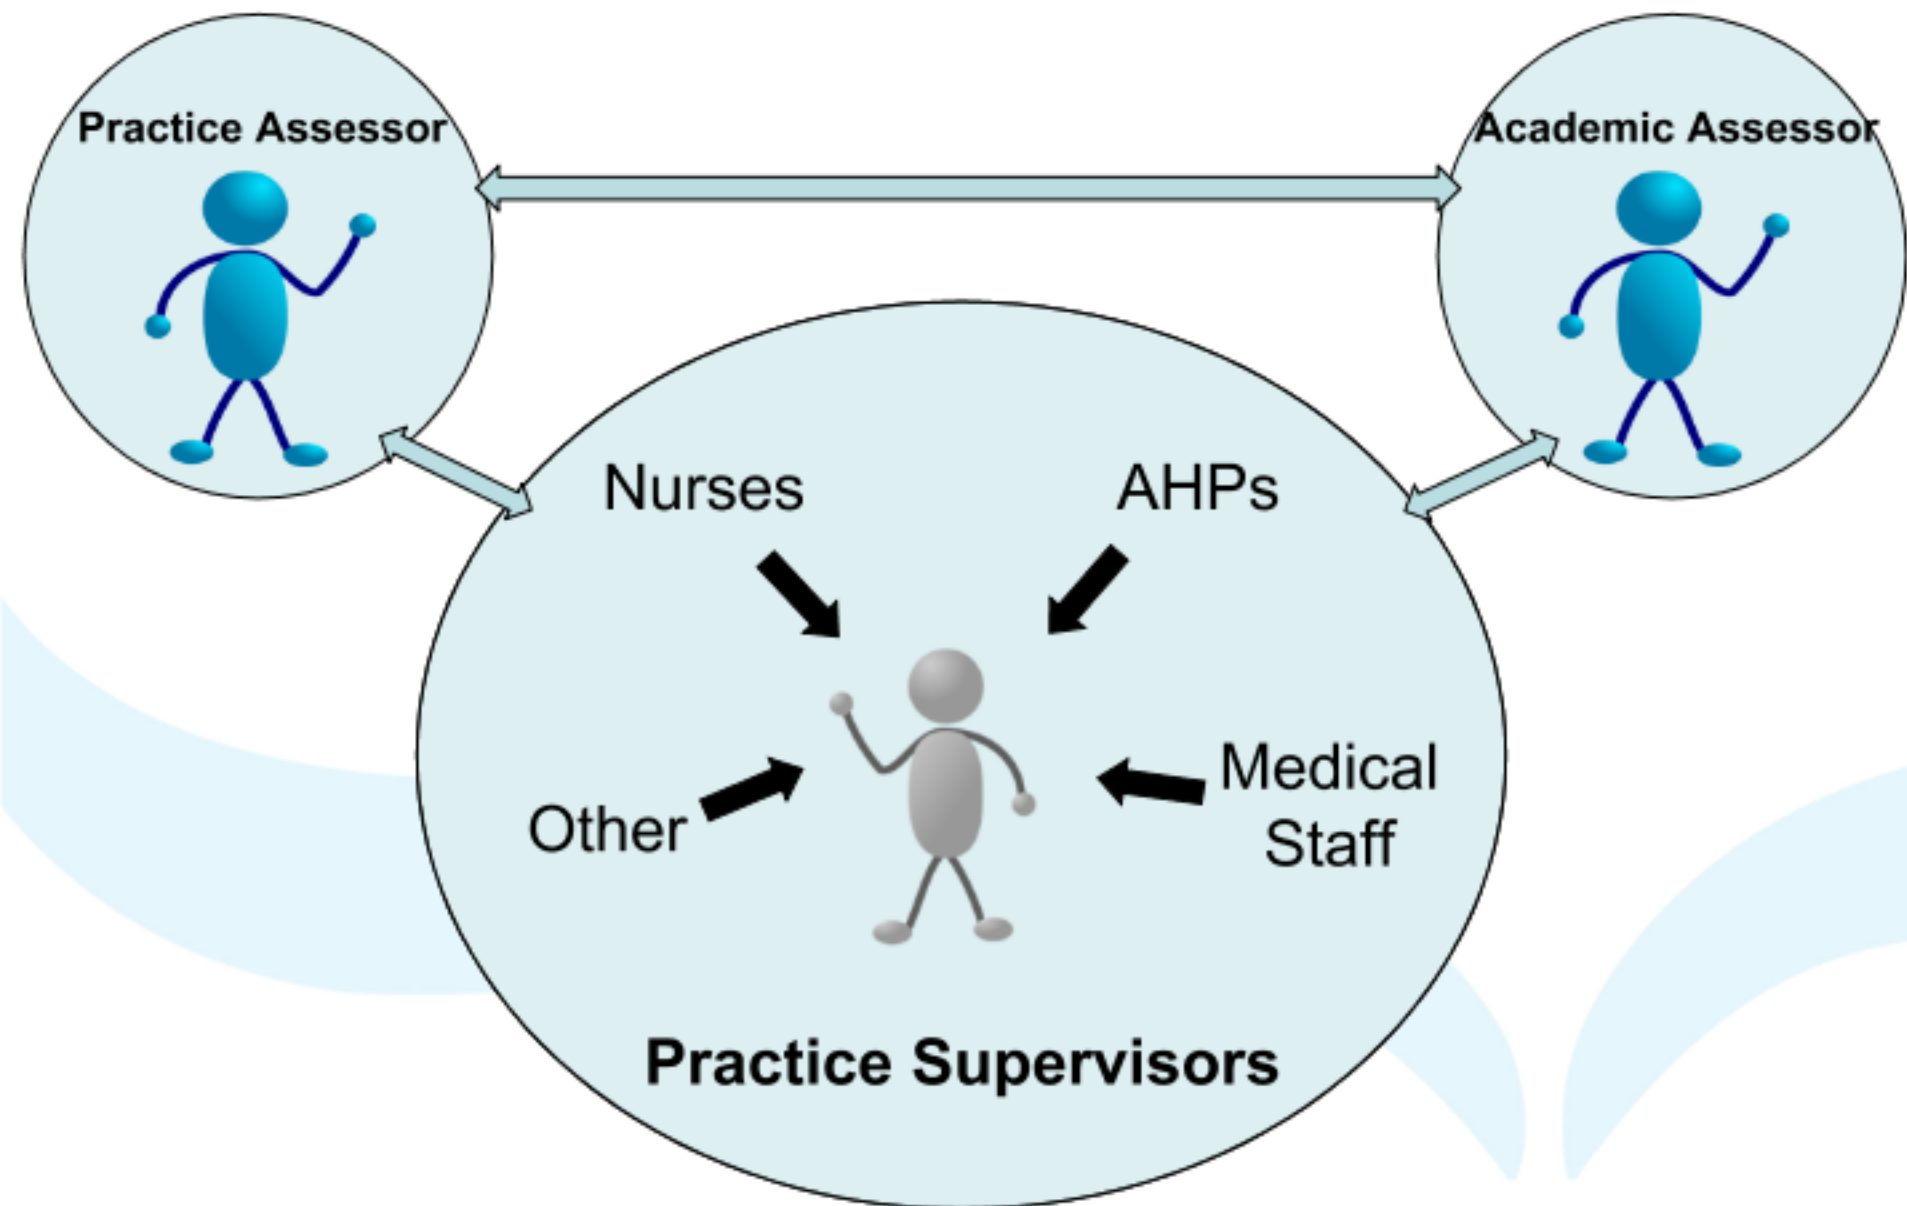 Practice Assessor
Academic Assessor
Nurses
AHPs
Other
Medical
Staff
Practice Supervisors